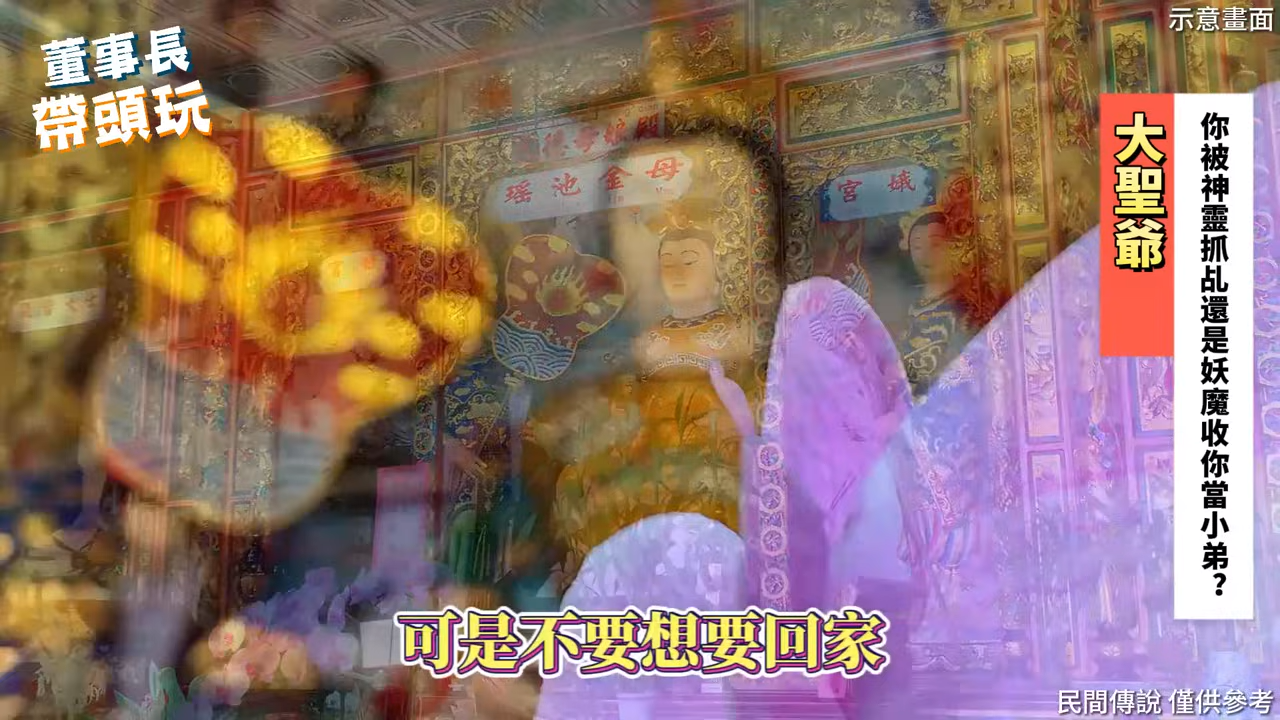 示意畫面
董事長
帶頭玩
大聖爺
你被神靈抓乩還是妖魔收你當小弟？
瑤池金母
宮娥
可是不要想要回家
民間傳說 僅供參考